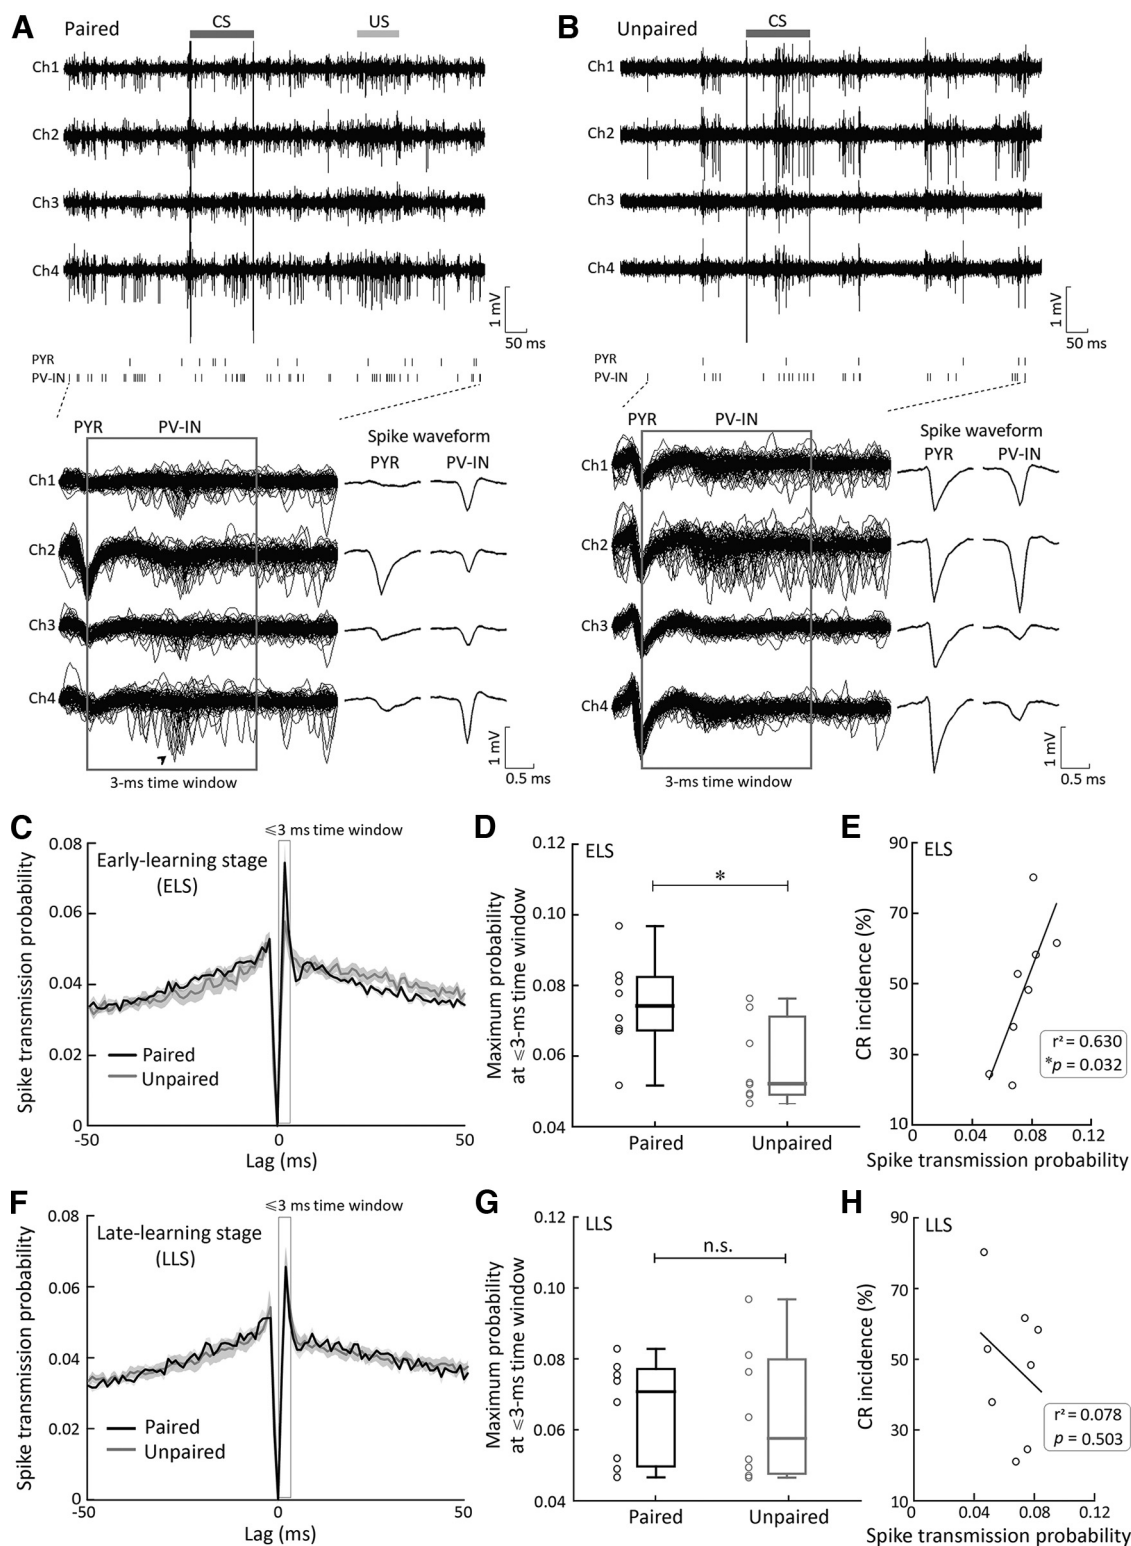 A
Paired
CS
US
Ch1
Ch2
Ch3
Ch4
1 mV
50 ms
PYR
PV-IN
PYR
PV-IN
Spike waveform
PYR
PV-IN
Ch1
Ch2
Ch3
Ch4
1 mV
0.5 ms
3-ms time window
B
Unpaired
CS
Ch1
Ch2
Ch3
Ch4
1 mV
50 ms
PYR
PV-IN
PYR
PV-IN
Spike waveform
PYR
PV-IN
Ch1
Ch2
Ch3
Ch4
1 mV
0.5 ms
3-ms time window
C
⩽3 ms time window
Early-learning stage
(ELS)
Spike transmission probability
0.08
0.06
0.04
0.02
0
Paired
Unpaired
-50
0
50
Lag (ms)
D
ELS
*
Maximum probability
at ⩽3-ms time window
0.12
0.10
0.08
0.06
0.04
Paired
Unpaired
E
ELS
CR incidence (%)
90
70
50
30
10
r² = 0.630
*p = 0.032
0
0.04
0.08
0.12
Spike transmission probability
F
⩽3 ms time window
Late-learning stage
(LLS)
Spike transmission probability
0.08
0.06
0.04
0.02
0
Paired
Unpaired
-50
0
50
Lag (ms)
G
LLS
n.s.
Maximum probability
at ⩽3-ms time window
0.12
0.10
0.08
0.06
0.04
Paired
Unpaired
H
LLS
CR incidence (%)
90
70
50
30
10
r² = 0.078
p = 0.503
0
0.04
0.08
0.12
Spike transmission probability